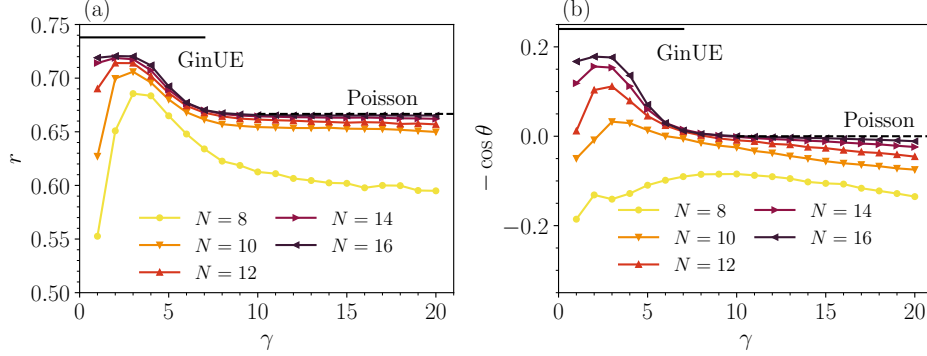 (a)
0.75
0.70
0.65
0.60
0.55
0.50
r
GinUE
Poisson
N = 8
N = 10
N = 12
N = 14
N = 16
0 5 10 15 20
γ
(b)
0.2
0.0
−0.2
− cos θ
GinUE
Poisson
N = 8
N = 10
N = 12
N = 14
N = 16
0 5 10 15 20
γ